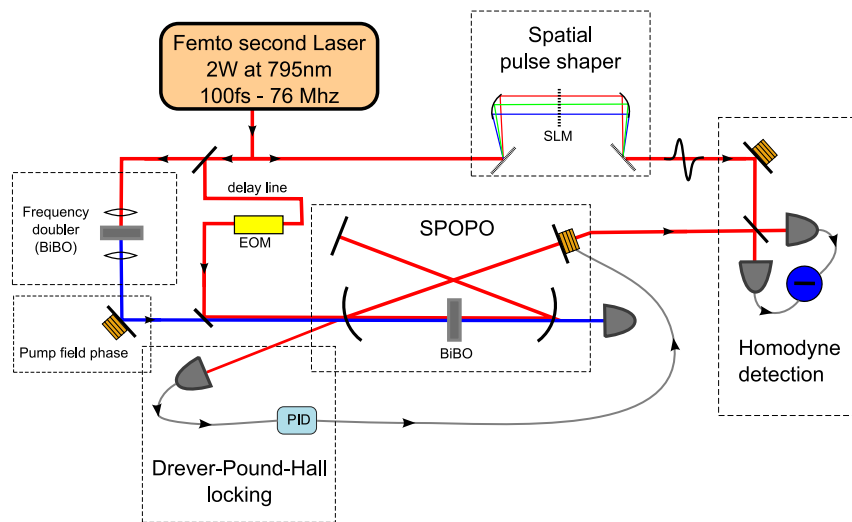 Femto second Laser
2W at 795nm
100fs - 76 Mhz
Spatial
pulse shaper
SLM
delay line
Frequency
doubler
(BiBO)
EOM
SPOPO
BiBO
Pump field phase
Homodyne
detection
PID
Drever-Pound-Hall
locking